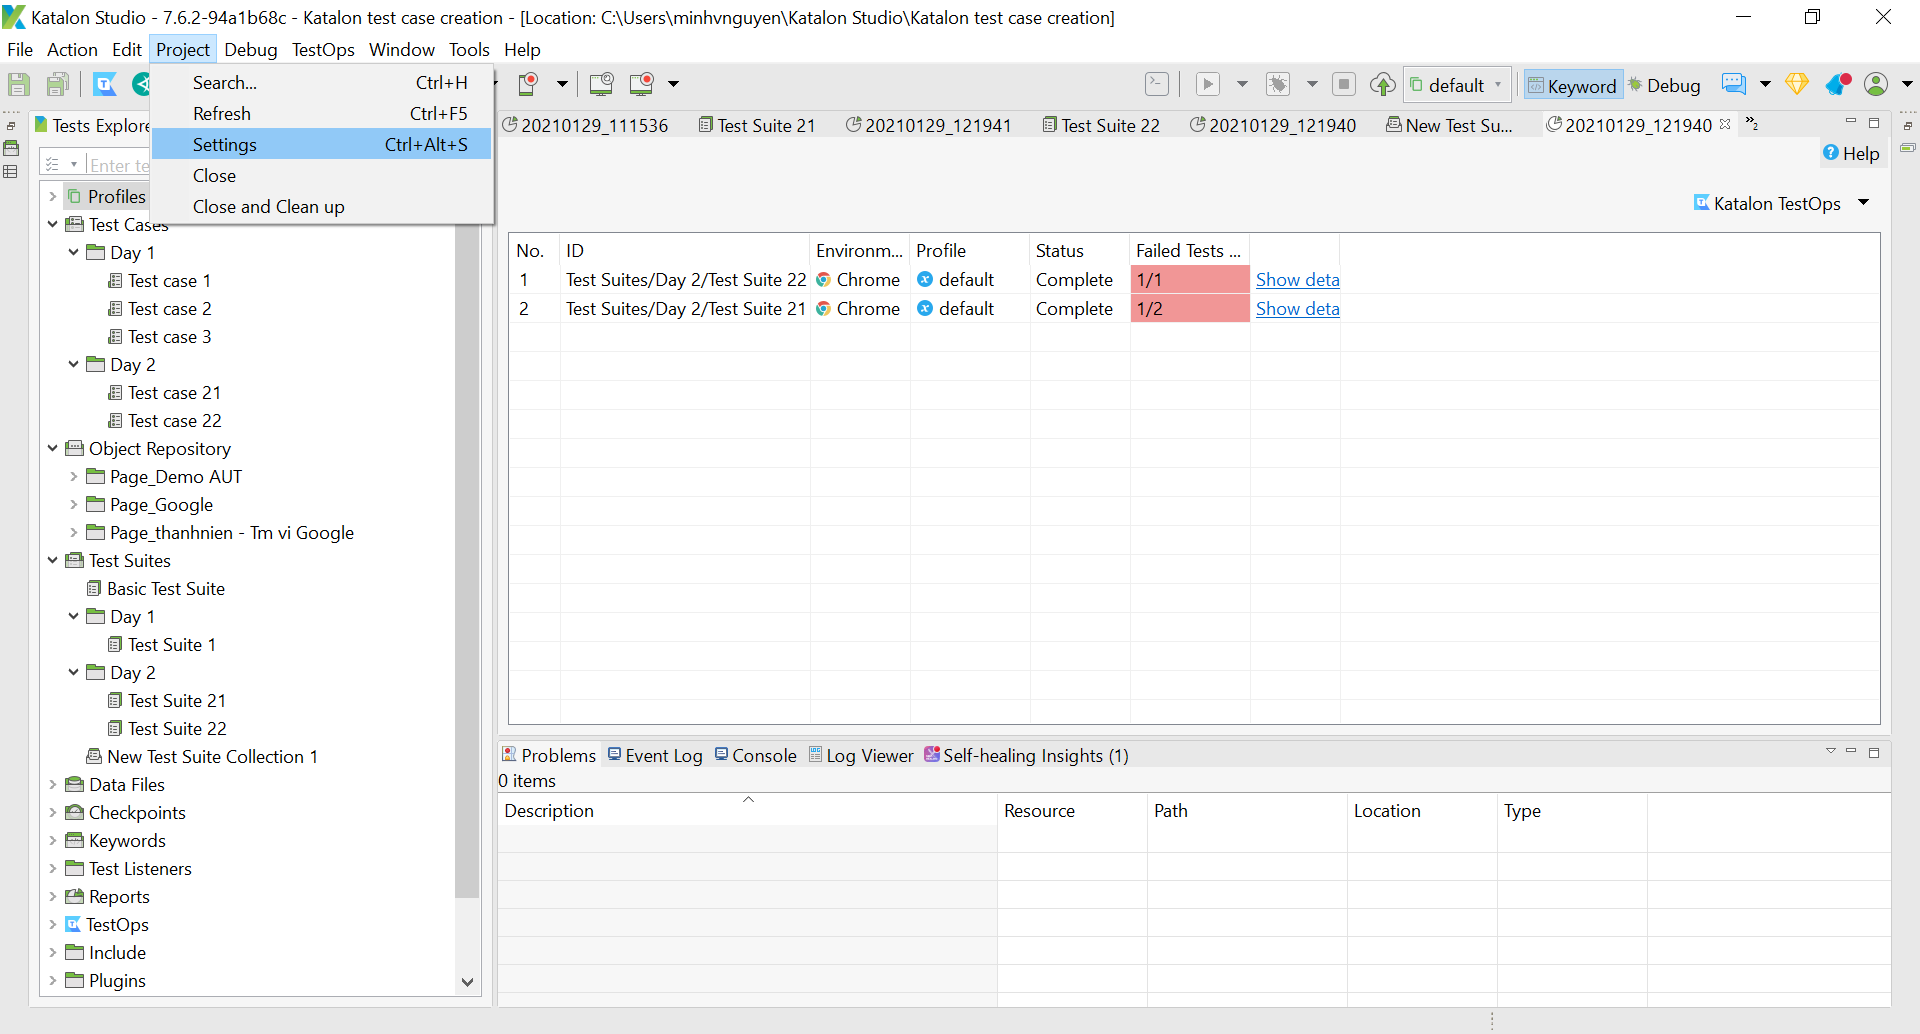 Katalon Studio - 7.6.2-94a1b68c - Katalon test case creation - [Location: C:\Users\minhvnguyen\Katalon Studio\Katalon test case creation]
File Action Edit Project Debug TestOps Window Tools Help
Search... Ctrl+H
Refresh Ctrl+F5
Settings Ctrl+Alt+S
Close
Close and Clean up
default
Keyword
Debug
Tests Explore
Enter te
Profiles
Test Cases
Day 1
Test case 1
Test case 2
Test case 3
Day 2
Test case 21
Test case 22
Object Repository
Page_Demo AUT
Page_Google
Page_thanhnien - Tm vi Google
Test Suites
Basic Test Suite
Day 1
Test Suite 1
Day 2
Test Suite 21
Test Suite 22
New Test Suite Collection 1
Data Files
Checkpoints
Keywords
Test Listeners
Reports
TestOps
Include
Plugins
20210129_111536 Test Suite 21 20210129_121941 Test Suite 22 20210129_121940 New Test Su... 20210129_121940 »2
Help
Katalon TestOps
No. ID Environm... Profile Status Failed Tests ...
1 Test Suites/Day 2/Test Suite 22 Chrome default Complete 1/1 Show deta
2 Test Suites/Day 2/Test Suite 21 Chrome default Complete 1/2 Show deta
Problems Event Log Console Log Viewer Self-healing Insights (1)
0 items
Description Resource Path Location Type